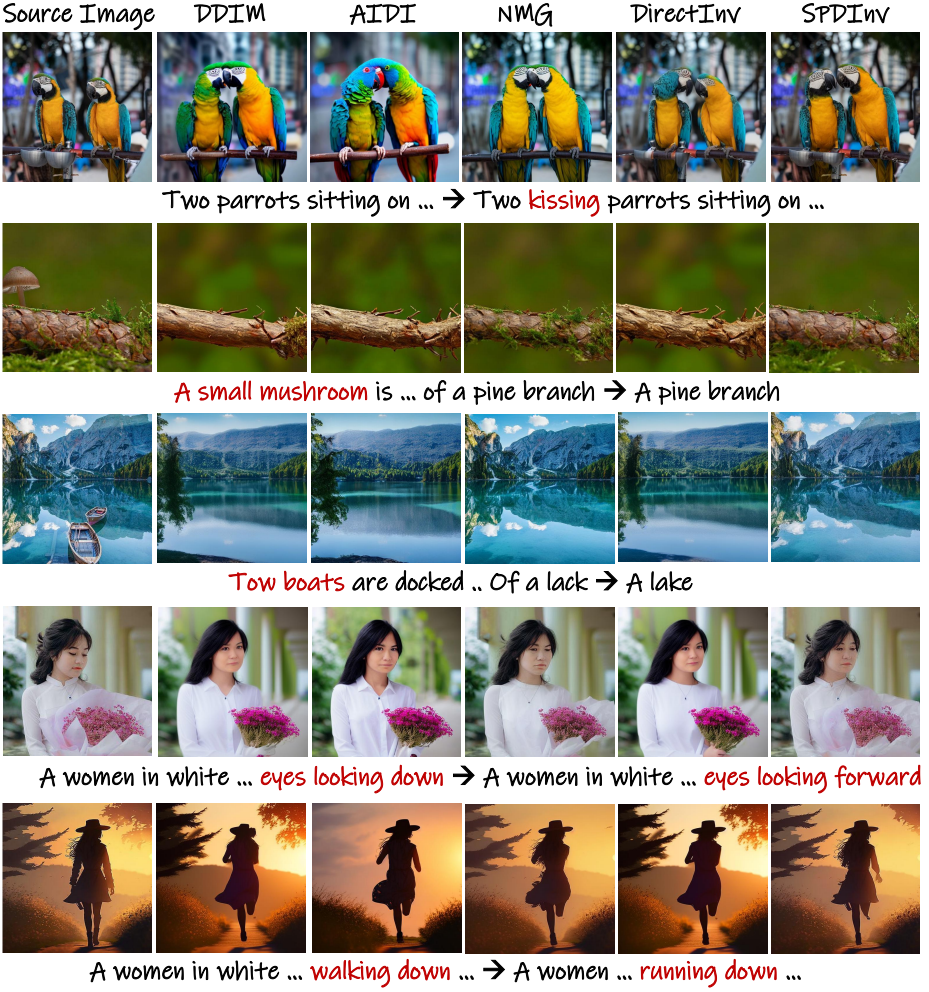 Source Image DDIM AIDI NMG DirectInv SPDInv
Two parrots sitting on ... → Two kissing parrots sitting on ...
A small mushroom is ... of a pine branch → A pine branch
Tow boats are docked .. Of a lack → A lake
A women in white ... eyes looking down → A women in white ... eyes looking forward
A women in white ... walking down ... → A women ... running down ...